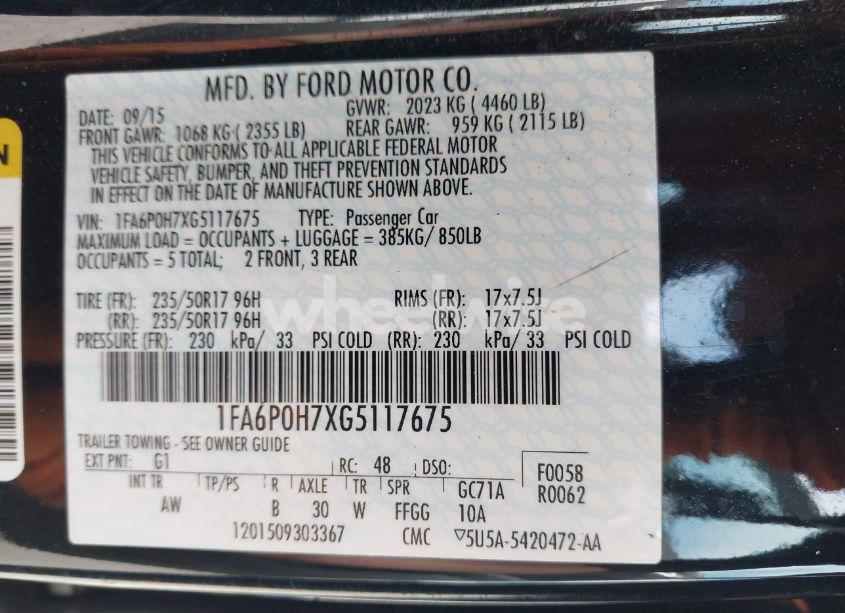 MFD. BY FORD MOTOR CO.
DATE: 09/15 GVWR: 2023 KG ( 4460 LB)
FRONT GAWR: 1068 KG ( 2355 LB) REAR GAWR: 959 KG ( 2115 LB)
THIS VEHICLE CONFORMS TO ALL APPLICABLE FEDERAL MOTOR
VEHICLE SAFETY, BUMPER, AND THEFT PREVENTION STANDARDS
IN EFFECT ON THE DATE OF MANUFACTURE SHOWN ABOVE.
VIN: 1FA6P0H7XG5117675 TYPE: Passenger Car
MAXIMUM LOAD = OCCUPANTS + LUGGAGE = 385KG/ 850LB
OCCUPANTS = 5 TOTAL; 2 FRONT, 3 REAR
TIRE (FR): 235/50R17 96H RIMS (FR): 17x7.5J
(RR): 235/50R17 96H (RR): 17x7.5J
wheelwise
PRESSURE (FR): 230 kPa/ 33 PSI COLD (RR): 230 kPa/ 33 PSI COLD
1FA6P0H7XG5117675
TRAILER TOWING - SEE OWNER GUIDE
EXT PNT: G1 RC: 48 DSO: F0058
INT TR TP/PS R AXLE TR SPR GC71A R0062
AW B 30 W FFGG 10A
1201509303367 CMC ▽5U5A-5420472-AA
N